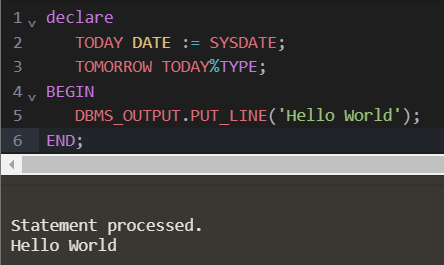 1 declare
2 TODAY DATE := SYSDATE;
3 TOMORROW TODAY%TYPE;
4 BEGIN
5 DBMS_OUTPUT.PUT_LINE('Hello World');
6 END;
Statement processed.
Hello World